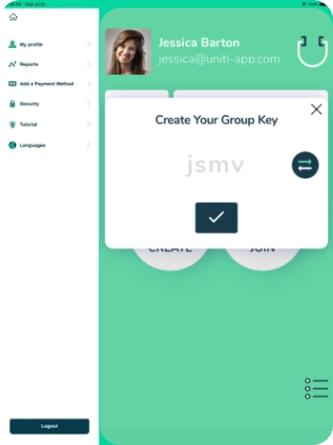 My profile
Reports
Add a Payment Method
Security
Tutorial
Languages
Logout
Jessica Barton
jessica@uniti-app.com
Create Your Group Key
jsmv
CREATE
JOIN